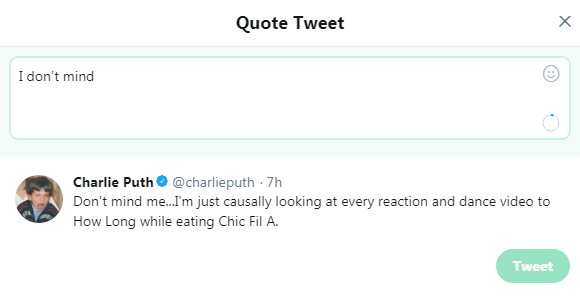 Quote Tweet
I don't mind
Charlie Puth @charlieputh · 7h
Don't mind me...I'm just causally looking at every reaction and dance video to
How Long while eating Chic Fil A.
Tweet